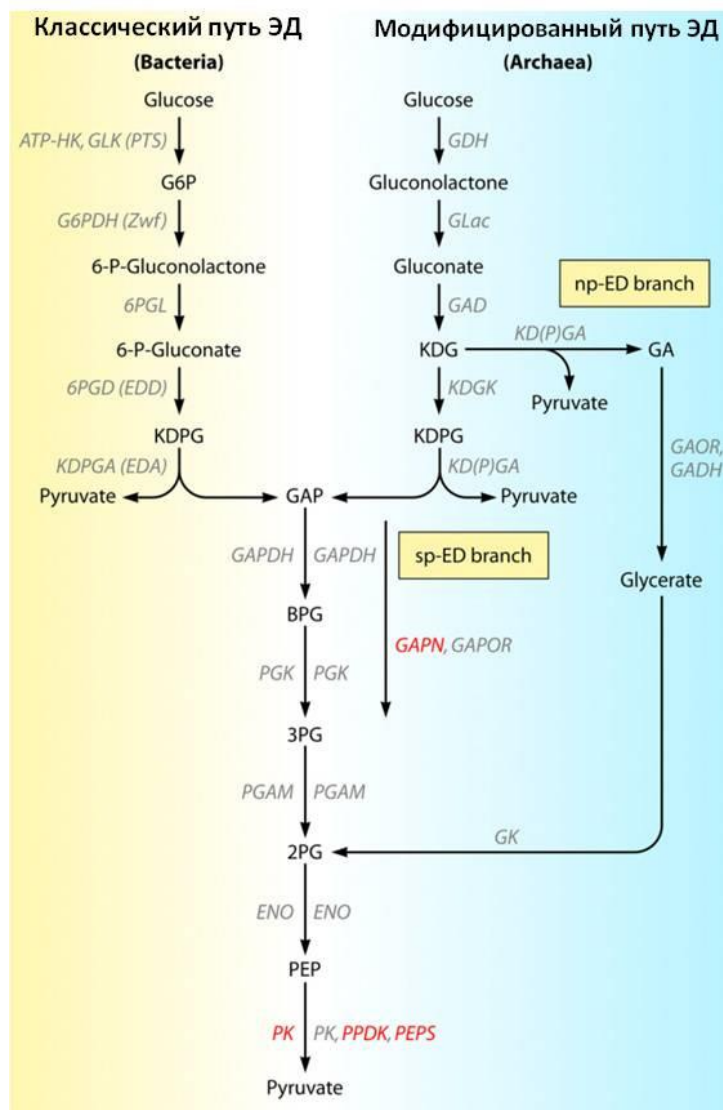 Классический путь ЭД
(Bacteria)
Модифицированный путь ЭД
(Archaea)
Glucose
ATP-HK, GLK (PTS)
G6P
G6PDH (Zwf)
6-P-Gluconolactone
6PGL
6-P-Gluconate
6PGD (EDD)
KDPG
KDPGA (EDA)
Pyruvate
Glucose
GDH
Gluconolactone
GLac
Gluconate
GAD
KDG
KDGK
KDPG
KD(P)GA
Pyruvate
np-ED branch
KD(P)GA
GA
Pyruvate
GAOR,
GADH
Glycerate
GK
GAP
sp-ED branch
GAPDH GAPDH
GAPN, GAPOR
BPG
PGK PGK
3PG
PGAM PGAM
2PG
ENO ENO
PEP
PK PK, PPDK, PEPS
Pyruvate